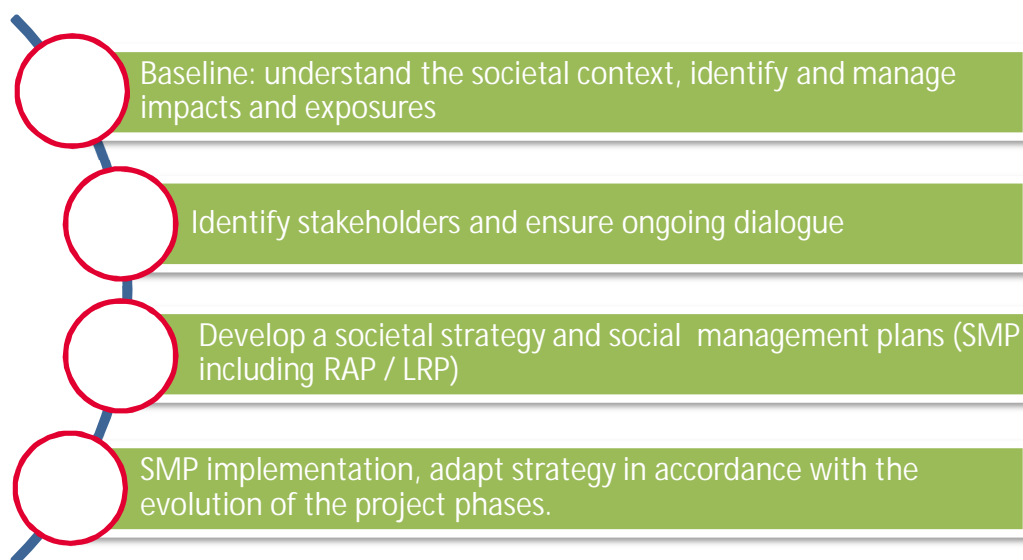 Baseline: understand the societal context, identify and manage
impacts and exposures
Identify stakeholders and ensure ongoing dialogue
Develop a societal strategy and social  management plans (SMP
including RAP / LRP)
SMP implementation, adapt strategy in accordance with the
evolution of the project phases.